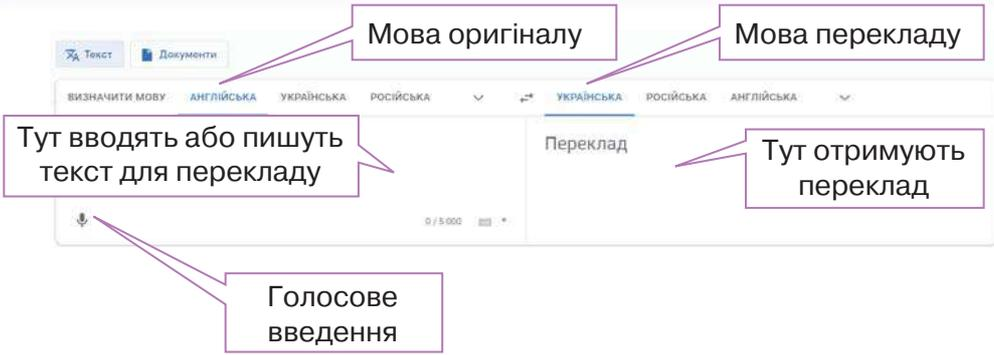 Мова оригіналу
Мова перекладу
Текст
Документи
ВИЗНАЧИТИ МОВУ АНГЛІЙСЬКА УКРАЇНСЬКА РОСІЙСЬКА
УКРАЇНСЬКА РОСІЙСЬКА АНГЛІЙСЬКА
Тут вводять або пишуть
текст для перекладу
Переклад
Тут отримують
переклад
0 / 5 000
Голосове
введення